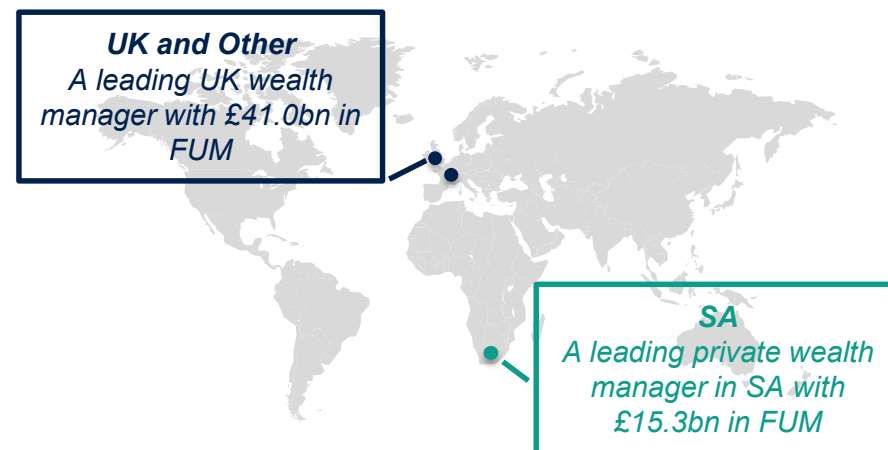 UK and Other
A leading UK wealth
manager with £41.0bn in
FUM
SA
A leading private wealth
manager in SA with
£15.3bn in FUM